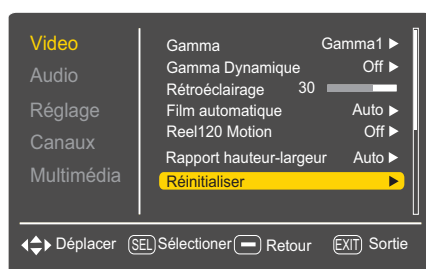 Video
Audio
Réglage
Canaux
Multimédia
Gamma Gamma1 ▶
Gamma Dynamique Off ▶
Rétroéclairage 30
Film automatique Auto ▶
Reel120 Motion Off ▶
Rapport hauteur-largeur Auto ▶
Réinitialiser ▶
Déplacer SEL Sélectioner Retour EXIT Sortie